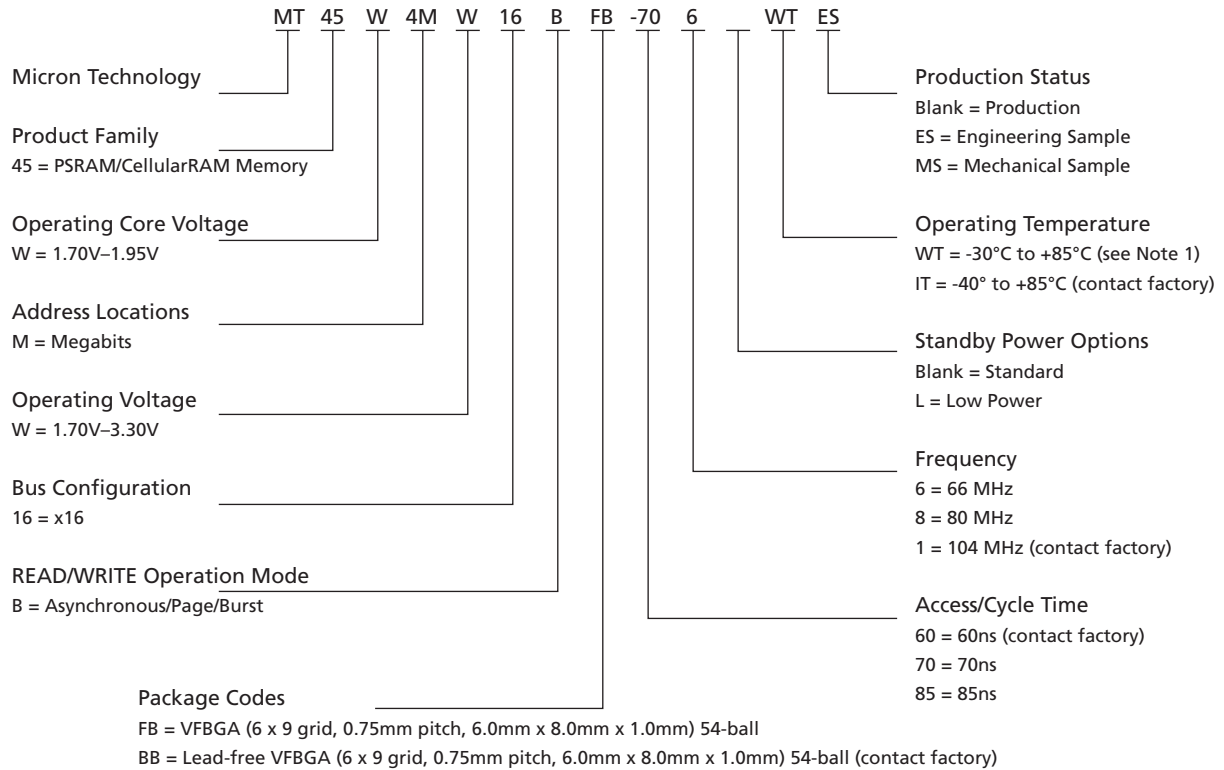 MT 45 W 4M W 16 B FB -70 6 WT ES
Micron Technology
Product Family
45 = PSRAM/CellularRAM Memory
Operating Core Voltage
W = 1.70V–1.95V
Address Locations
M = Megabits
Operating Voltage
W = 1.70V–3.30V
Bus Configuration
16 = x16
READ/WRITE Operation Mode
B = Asynchronous/Page/Burst
Package Codes
FB = VFBGA (6 x 9 grid, 0.75mm pitch, 6.0mm x 8.0mm x 1.0mm) 54-ball
BB = Lead-free VFBGA (6 x 9 grid, 0.75mm pitch, 6.0mm x 8.0mm x 1.0mm) 54-ball (contact factory)
Production Status
Blank = Production
ES = Engineering Sample
MS = Mechanical Sample
Operating Temperature
WT = -30°C to +85°C (see Note 1)
IT = -40° to +85°C (contact factory)
Standby Power Options
Blank = Standard
L = Low Power
Frequency
6 = 66 MHz
8 = 80 MHz
1 = 104 MHz (contact factory)
Access/Cycle Time
60 = 60ns (contact factory)
70 = 70ns
85 = 85ns